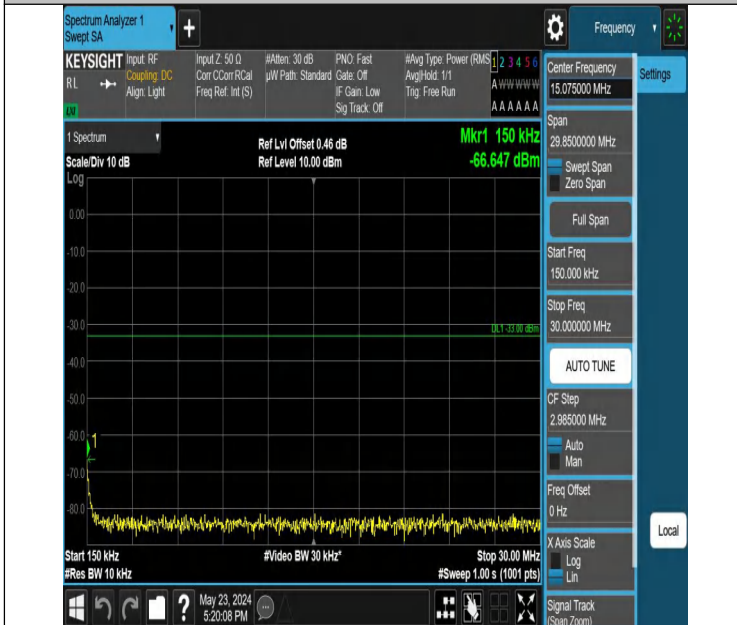 Spectrum Analyzer 1
Swept SA
+
Frequency
KEYSIGHT
RL
LXI
Input: RF
Coupling: DC
Align: Light
Input Z: 50 Ω
Corr CCorr RCal
Freq Ref: Int (S)
#Atten: 30 dB
µW Path: Standard
PNO: Fast
Gate: Off
IF Gain: Low
Sig Track: Off
#Avg Type: Power (RMS
Avg|Hold: 1/1
Trig: Free Run
1 2 3 4 5 6
A W W W W W
A A A A A A
1 Spectrum
Scale/Div 10 dB
Log
Ref Lvl Offset 0.46 dB
Ref Level 10.00 dBm
Mkr1 150 kHz
-66.647 dBm
0.00
-10.0
-20.0
-30.0
DL1 -33.00 dBm
-40.0
-50.0
-60.0
1
-70.0
-80.0
Start 150 kHz
#Res BW 10 kHz
#Video BW 30 kHz*
Stop 30.00 MHz
#Sweep 1.00 s (1001 pts)
?
May 23, 2024
5:20:08 PM
Center Frequency
15.075000 MHz
Settings
Span
29.8500000 MHz
Swept Span
Zero Span
Full Span
Start Freq
150.000 kHz
Stop Freq
30.000000 MHz
AUTO TUNE
CF Step
2.985000 MHz
Auto
Man
Freq Offset
0 Hz
X Axis Scale
Log
Lin
Local
Signal Track
(Span Zoom)